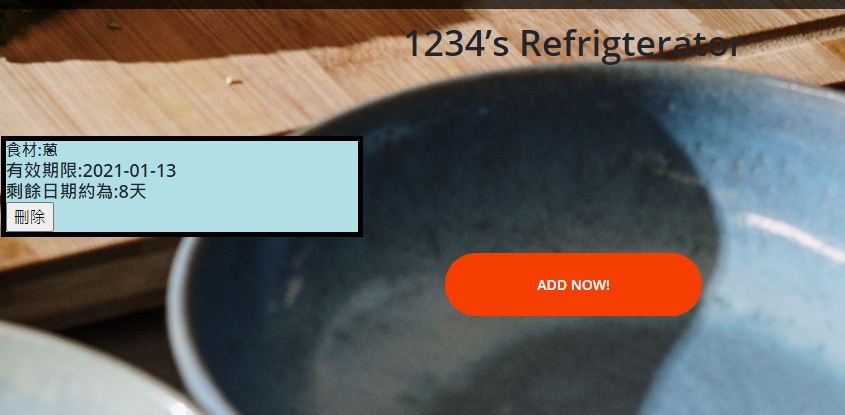 1234’s Refrigterator
食材:蔥
有效期限:2021-01-13
剩餘日期約為:8天
刪除
ADD NOW!